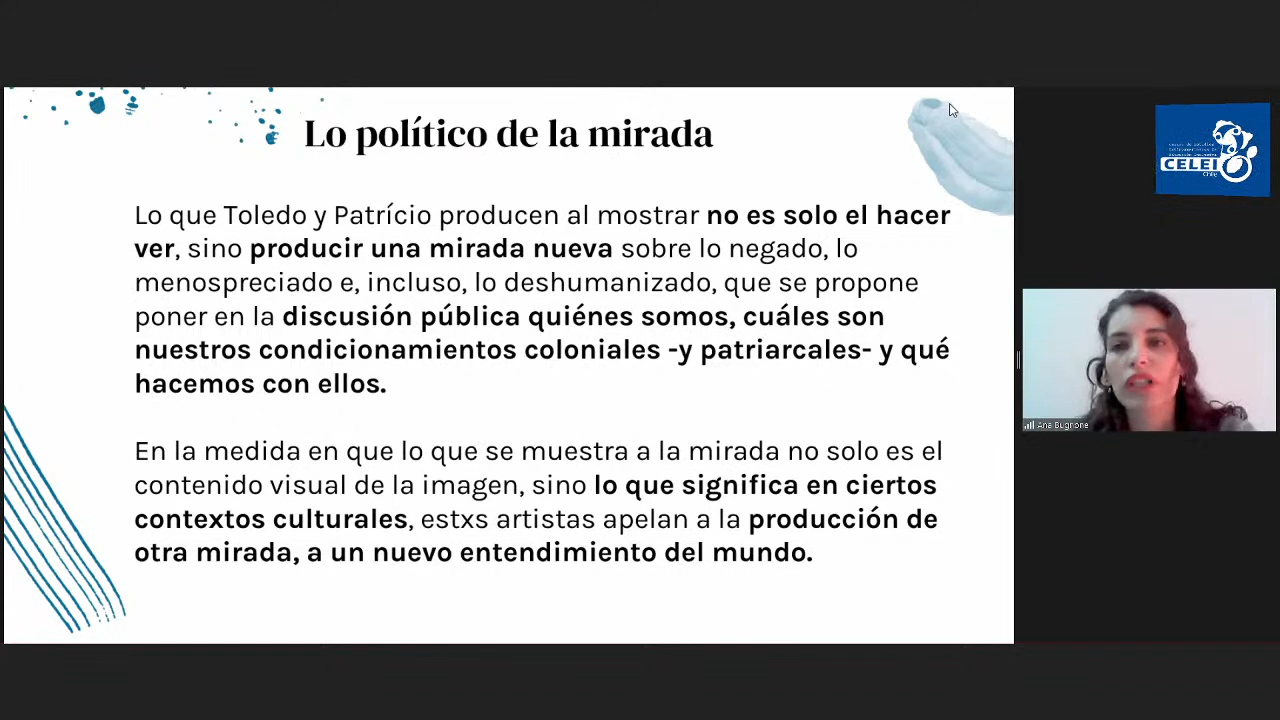 Lo político de la mirada
Lo que Toledo y Patrício producen al mostrar no es solo el hacer
ver, sino producir una mirada nueva sobre lo negado, lo
menospreciado e, incluso, lo deshumanizado, que se propone
poner en la discusión pública quiénes somos, cuáles son
nuestros condicionamientos coloniales -y patriarcales- y qué
hacemos con ellos.
En la medida en que lo que se muestra a la mirada no solo es el
contenido visual de la imagen, sino lo que significa en ciertos
contextos culturales, estxs artistas apelan a la producción de
otra mirada, a un nuevo entendimiento del mundo.
CELEI
Chile
Ana Bugnone